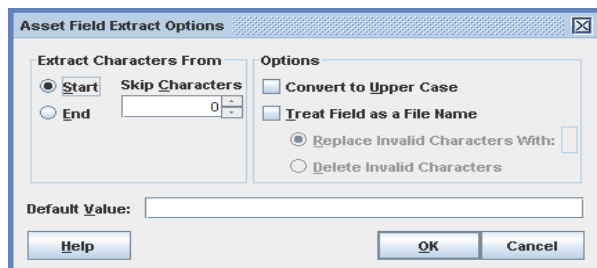 Asset Field Extract Options
Extract Characters From
Start
Skip Characters
0
End
Options
Convert to Upper Case
Treat Field as a File Name
Replace Invalid Characters With:
Delete Invalid Characters
Default Value:
Help
OK
Cancel